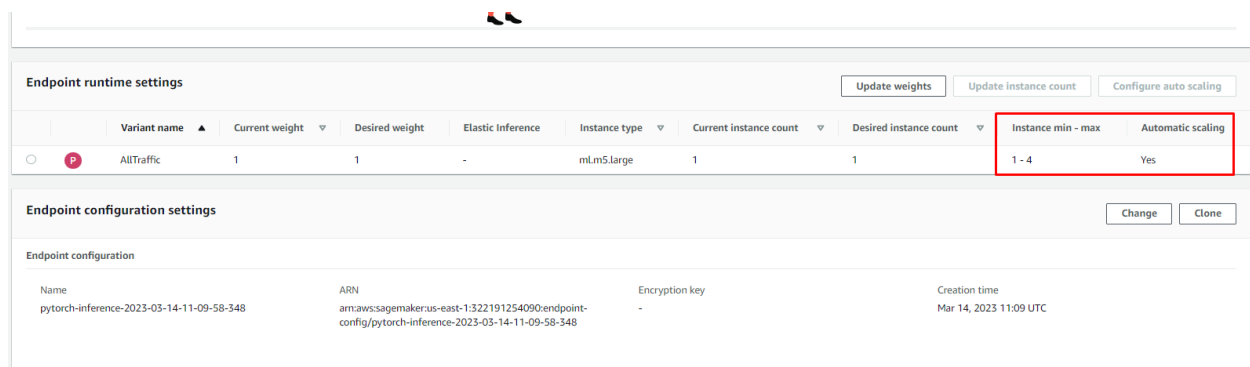 Endpoint runtime settings
Update weights
Update instance count
Configure auto scaling
Variant name Current weight Desired weight Elastic Inference Instance type Current instance count Desired instance count Instance min - max Automatic scaling
P AllTraffic 1 1 - ml.m5.large 1 1 1 - 4 Yes
Endpoint configuration settings
Change
Clone
Endpoint configuration
Name ARN Encryption key Creation time
pytorch-inference-2023-03-14-11-09-58-348 arn:aws:sagemaker:us-east-1:322191254090:endpoint- - Mar 14, 2023 11:09 UTC
config/pytorch-inference-2023-03-14-11-09-58-348